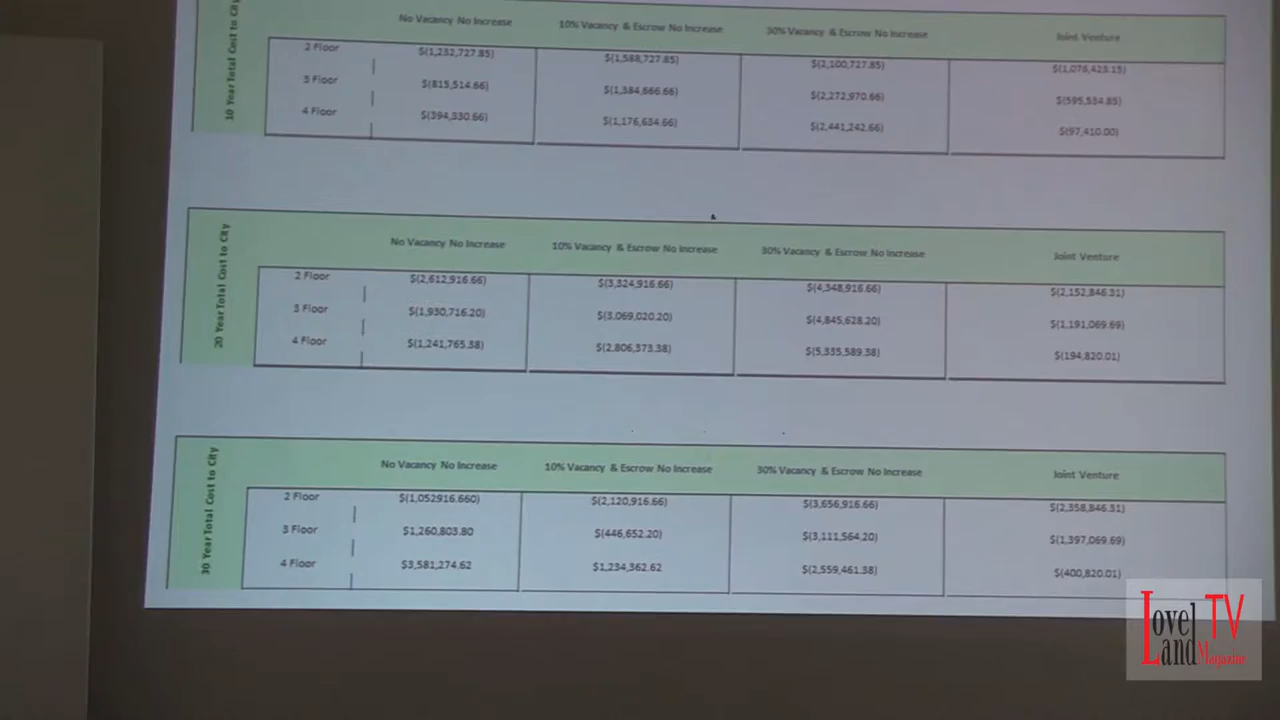 10 Year Total Cost to City
No Vacancy No Increase 10% Vacancy & Escrow No Increase 30% Vacancy & Escrow No Increase Joint Venture
2 Floor $(1,232,727.85) $(1,588,727.85) $(2,100,727.85) $(1,076,423.15)
3 Floor $(815,514.66) $(1,384,666.66) $(2,272,970.66) $(595,534.85)
4 Floor $(394,330.66) $(1,176,634.66) $(2,441,242.66) $(97,410.00)
20 Year Total Cost to City
No Vacancy No Increase 10% Vacancy & Escrow No Increase 30% Vacancy & Escrow No Increase Joint Venture
2 Floor $(2,612,916.66) $(3,324,916.66) $(4,348,916.66) $(2,152,846.31)
3 Floor $(1,930,716.20) $(3,069,020.20) $(4,845,628.20) $(1,191,069.69)
4 Floor $(1,241,765.38) $(2,806,373.38) $(5,335,589.38) $(194,820.01)
30 Year Total Cost to City
No Vacancy No Increase 10% Vacancy & Escrow No Increase 30% Vacancy & Escrow No Increase Joint Venture
2 Floor $(1,052916.660) $(2,120,916.66) $(3,656,916.66) $(2,358,846.31)
3 Floor $1,260,803.80 $(446,652.20) $(3,111,564.20) $(1,397,069.69)
4 Floor $3,581,274.62 $1,234,362.62 $(2,559,461.38) $(400,820.01)
Love TV
Land Magazine